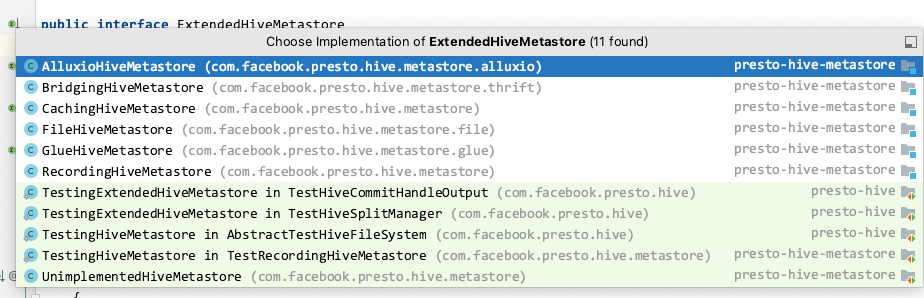 public interface ExtendedHiveMetastore
Choose Implementation of ExtendedHiveMetastore (11 found)
AlluxioHiveMetastore (com.facebook.presto.hive.metastore.alluxio) presto-hive-metastore
BridgingHiveMetastore (com.facebook.presto.hive.metastore.thrift) presto-hive-metastore
CachingHiveMetastore (com.facebook.presto.hive.metastore) presto-hive-metastore
FileHiveMetastore (com.facebook.presto.hive.metastore.file) presto-hive-metastore
GlueHiveMetastore (com.facebook.presto.hive.metastore.glue) presto-hive-metastore
RecordingHiveMetastore (com.facebook.presto.hive.metastore) presto-hive-metastore
TestingExtendedHiveMetastore in TestHiveCommitHandleOutput (com.facebook.presto.hive) presto-hive
TestingExtendedHiveMetastore in TestHiveSplitManager (com.facebook.presto.hive) presto-hive
TestingHiveMetastore in AbstractTestHiveFileSystem (com.facebook.presto.hive) presto-hive
TestingHiveMetastore in TestRecordingHiveMetastore (com.facebook.presto.hive.metastore) presto-hive-metastore
UnimplementedHiveMetastore (com.facebook.presto.hive.metastore) presto-hive-metastore
{